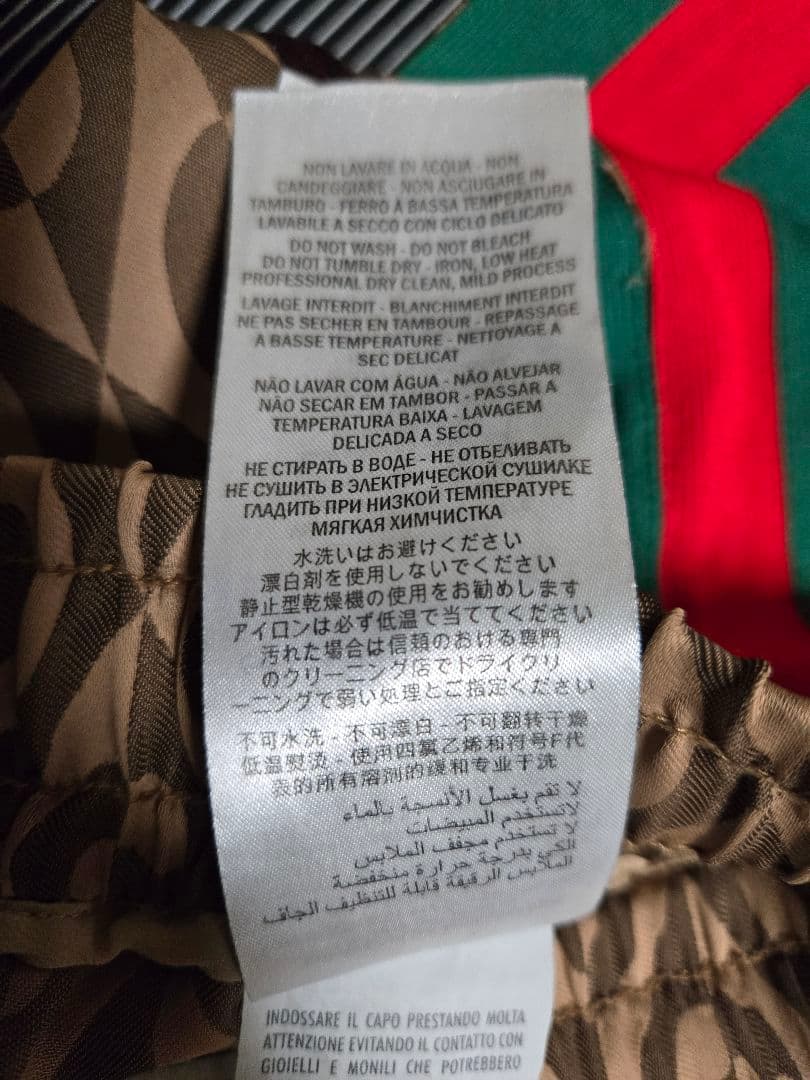 NON LAVARE IN ACQUA - NON
CANDEGGIARE - NON ASCIUGARE IN
TAMBURO - FERRO A BASSA TEMPERATURA
LAVABILE A SECCO CON CICLO DELICATO
DO NOT WASH - DO NOT BLEACH
DO NOT TUMBLE DRY - IRON, LOW HEAT
PROFESSIONAL DRY CLEAN, MILD PROCESS
LAVAGE INTERDIT - BLANCHIMENT INTERDIT
NE PAS SECHER EN TAMBOUR - REPASSAGE
A BASSE TEMPERATURE - NETTOYAGE A
SEC DELICAT
NÃO LAVAR COM ÁGUA - NÃO ALVEJAR
NÃO SECAR EM TAMBOR - PASSAR A
TEMPERATURA BAIXA - LAVAGEM
DELICADA A SECO
НЕ СТИРАТЬ В ВОДЕ - НЕ ОТБЕЛИВАТЬ
НЕ СУШИТЬ В ЭЛЕКТРИЧЕСКОЙ СУШИЛКЕ
ГЛАДИТЬ ПРИ НИЗКОЙ ТЕМПЕРАТУРЕ
МЯГКАЯ ХИМЧИСТКА
水洗いはお避けください
漂白剤を使用しないでください
静止型乾燥機の使用をお勧めします
アイロンは必ず低温で当ててください
汚れた場合は信頼のおける専門
のクリーニング店でドライクリ
ーニングで弱い処理とご指定ください
不可水洗 - 不可漂白 - 不可翻转干燥
低温熨烫 - 使用四氯乙烯和符号F代
表的所有溶剂的缓和专业干洗
لا تقم بغسل الأنسجة بالماء
لاتستخدم المبيضات
لا تستخدم مجفف الملابس
الكي بدرجة حرارة منخفضة
الملابس الرقيقة قابلة للتنظيف الجاف
INDOSSARE IL CAPO PRESTANDO MOLTA
ATTENZIONE EVITANDO IL CONTATTO CON
GIOIELLI E MONILI CHE POTREBBERO